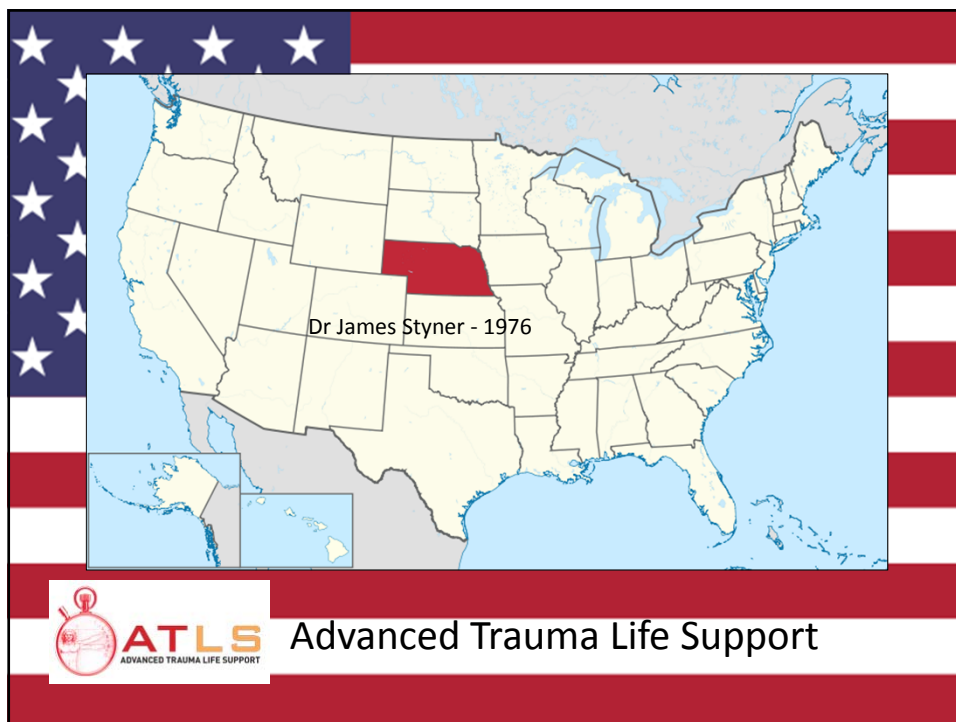 Dr James Styner - 1976
ATLS
ADVANCED TRAUMA LIFE SUPPORT
Advanced Trauma Life Support